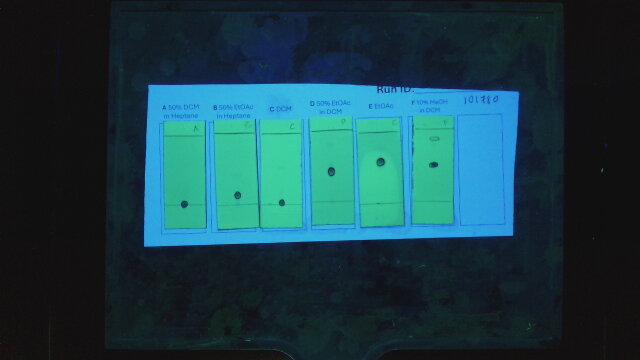 Run ID:
101780
A 50% DCM
in Heptane
B 50% EtOAc
in Heptane
C DCM
D 50% EtOAc
in DCM
E EtOAc
F 10% MeOH
in DCM
A
C
D